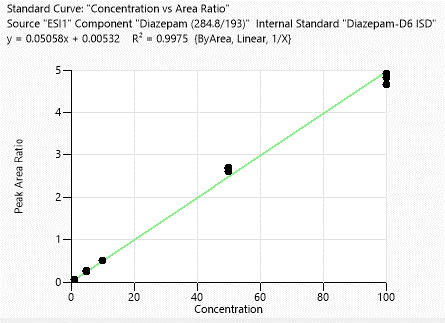 Standard Curve: "Concentration vs Area Ratio"
Source "ESI1" Component "Diazepam (284.8/193)" Internal Standard "Diazepam-D6 ISD"
y = 0.05058x + 0.00532 R² = 0.9975 (ByArea, Linear, 1/X)
5
4
3
2
1
0
Peak Area Ratio
0 20 40 60 80 100
Concentration